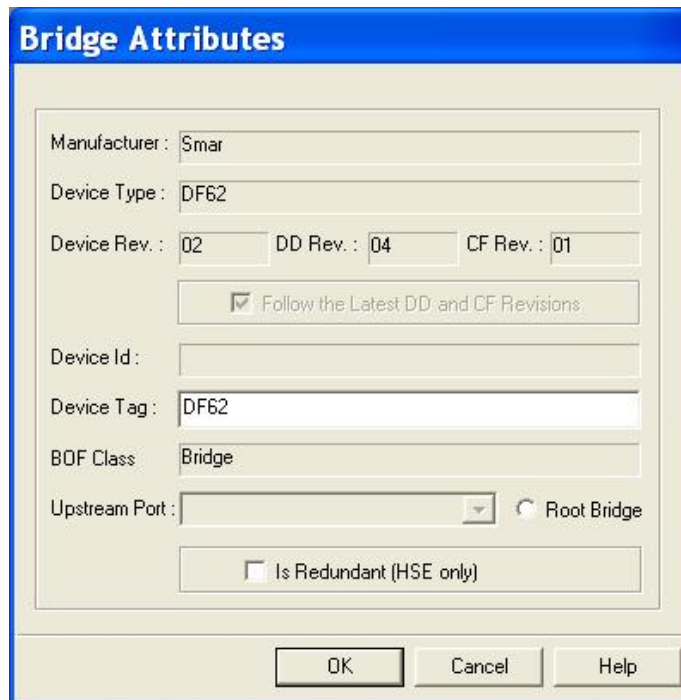 Bridge Attributes
Manufacturer : Smar
Device Type : DF62
Device Rev. : 02 DD Rev. : 04 CF Rev. : 01
Follow the Latest DD and CF Revisions
Device Id :
Device Tag : DF62
BOF Class Bridge
Upstream Port : Root Bridge
Is Redundant (HSE only)
OK Cancel Help